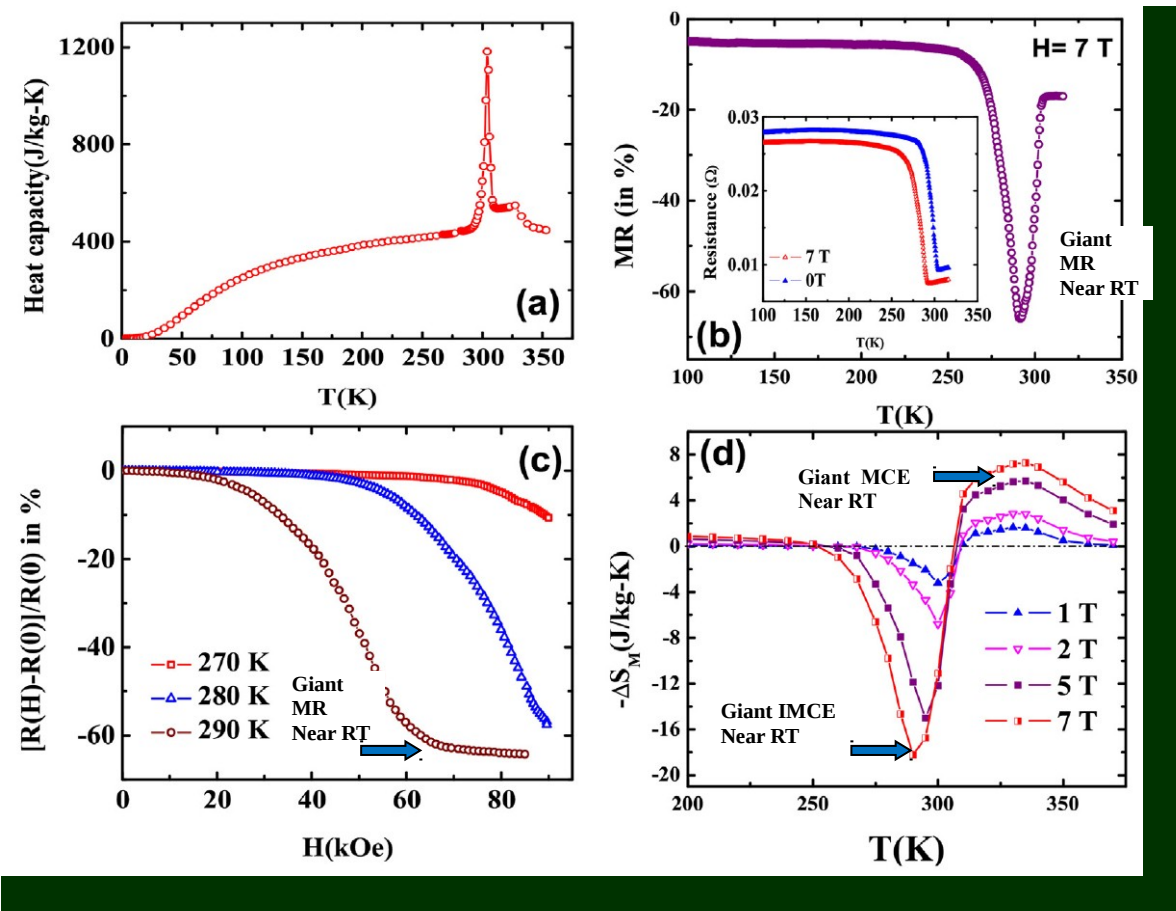 1200
800
400
0
Heat capacity(J/kg-K)
(a)
0 50 100 150 200 250 300 350
T(K)
0
-20
-40
-60
MR (in %)
H= 7 T
Giant
MR
Near RT
0.03
0.02
0.01
Resistance (Ω)
7 T
0T
100 150 200 250 300 350
T(K)
(b)
100 150 200 250 300 350
T(K)
0
-20
-40
-60
[R(H)-R(0)]/R(0) in %
(c)
270 K
280 K
290 K
Giant
MR
Near RT
0 20 40 60 80
H(kOe)
8
4
0
-4
-8
-12
-16
-20
-ΔS_M(J/kg-K)
(d)
Giant MCE
Near RT
1 T
2 T
5 T
7 T
Giant IMCE
Near RT
200 250 300 350
T(K)